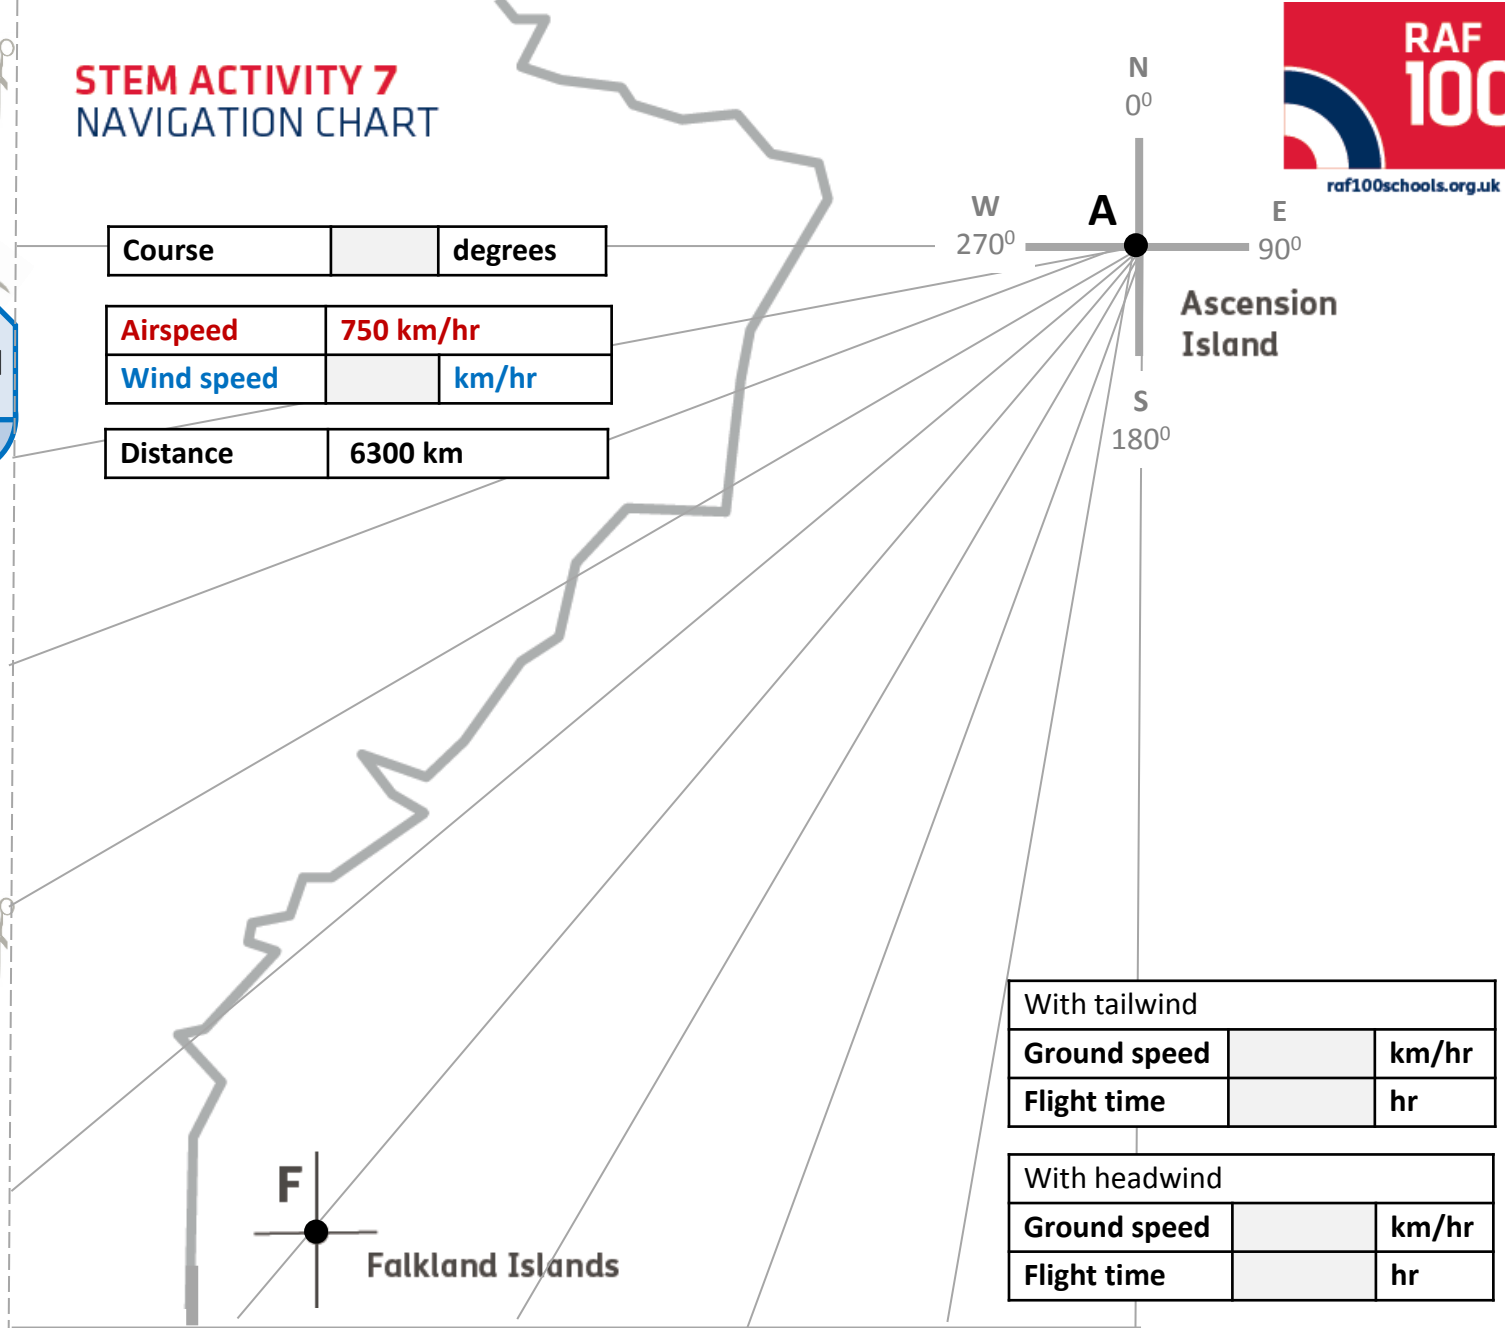 STEM ACTIVITY 7
NAVIGATION CHART
RAF
100
raf100schools.org.uk
N
0⁰
W
270⁰
A
E
90⁰
Ascension
Island
S
180⁰
Course degrees
Airspeed 750 km/hr
Wind speed km/hr
Distance 6300 km
F
Falkland Islands
With tailwind
Ground speed km/hr
Flight time hr
With headwind
Ground speed km/hr
Flight time hr